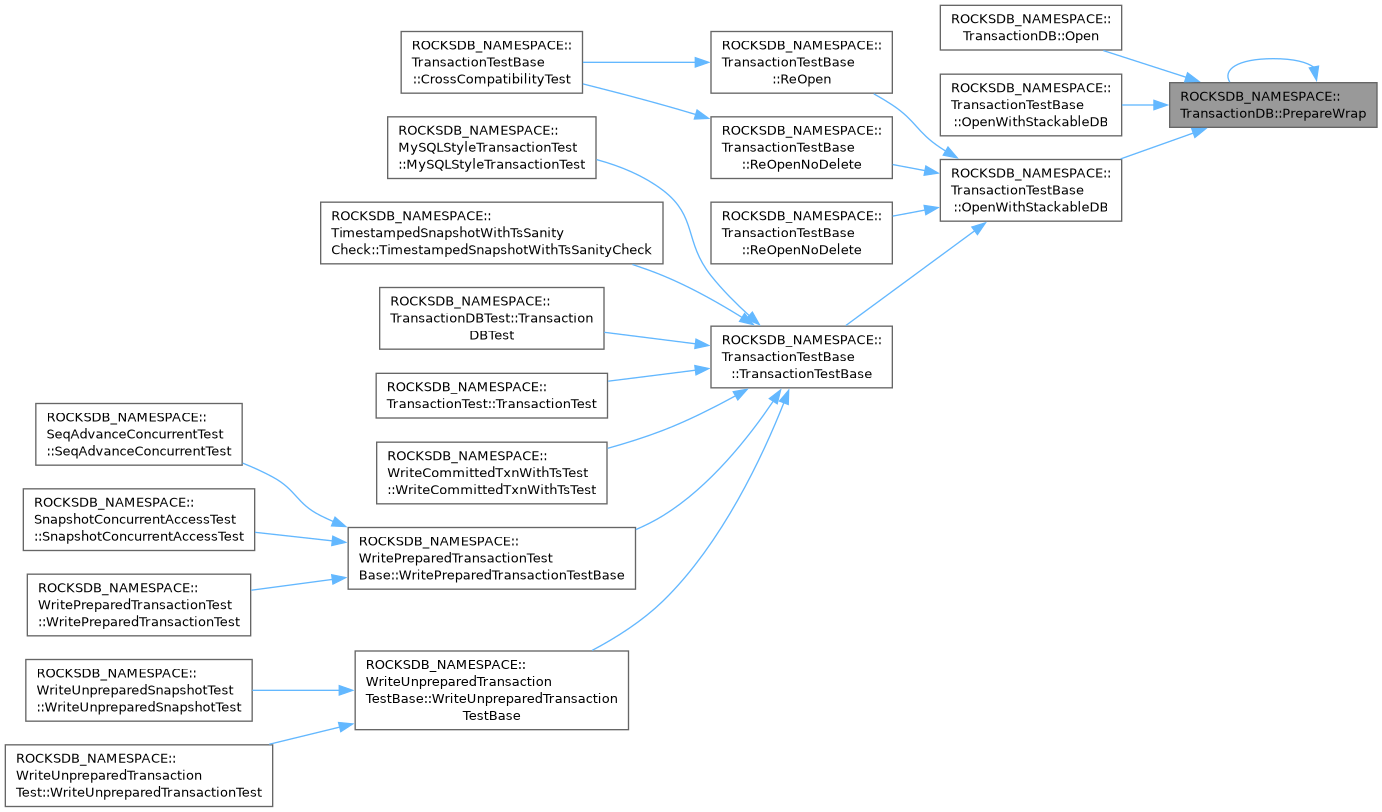 ROCKSDB_NAMESPACE::
TransactionDB::PrepareWrap
ROCKSDB_NAMESPACE::
TransactionDB::Open
ROCKSDB_NAMESPACE::
TransactionTestBase
::OpenWithStackableDB
ROCKSDB_NAMESPACE::
TransactionTestBase
::OpenWithStackableDB
ROCKSDB_NAMESPACE::
TransactionTestBase
::ReOpen
ROCKSDB_NAMESPACE::
TransactionTestBase
::CrossCompatibilityTest
ROCKSDB_NAMESPACE::
TransactionTestBase
::ReOpenNoDelete
ROCKSDB_NAMESPACE::
TransactionTestBase
::ReOpenNoDelete
ROCKSDB_NAMESPACE::
TransactionTestBase
::TransactionTestBase
ROCKSDB_NAMESPACE::
MySQLStyleTransactionTest
::MySQLStyleTransactionTest
ROCKSDB_NAMESPACE::
TimestampedSnapshotWithTsSanity
Check::TimestampedSnapshotWithTsSanityCheck
ROCKSDB_NAMESPACE::
TransactionDBTest::Transaction
DBTest
ROCKSDB_NAMESPACE::
TransactionTest::TransactionTest
ROCKSDB_NAMESPACE::
WriteCommittedTxnWithTsTest
::WriteCommittedTxnWithTsTest
ROCKSDB_NAMESPACE::
WritePreparedTransactionTest
Base::WritePreparedTransactionTestBase
ROCKSDB_NAMESPACE::
SeqAdvanceConcurrentTest
::SeqAdvanceConcurrentTest
ROCKSDB_NAMESPACE::
SnapshotConcurrentAccessTest
::SnapshotConcurrentAccessTest
ROCKSDB_NAMESPACE::
WritePreparedTransactionTest
::WritePreparedTransactionTest
ROCKSDB_NAMESPACE::
WriteUnpreparedTransaction
TestBase::WriteUnpreparedTransaction
TestBase
ROCKSDB_NAMESPACE::
WriteUnpreparedSnapshotTest
::WriteUnpreparedSnapshotTest
ROCKSDB_NAMESPACE::
WriteUnpreparedTransaction
Test::WriteUnpreparedTransactionTest